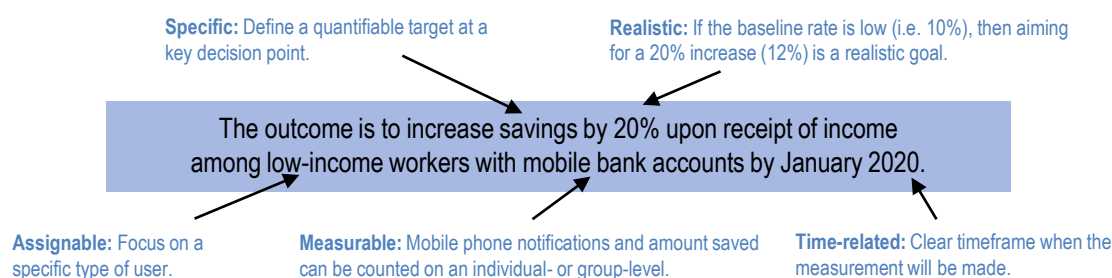 Specific: Define a quantifiable target at a
key decision point.
Realistic: If the baseline rate is low (i.e. 10%), then aiming
for a 20% increase (12%) is a realistic goal.
The outcome is to increase savings by 20% upon receipt of income
among low-income workers with mobile bank accounts by January 2020.
Assignable: Focus on a
specific type of user.
Measurable: Mobile phone notifications and amount saved
can be counted on an individual- or group-level.
Time-related: Clear timeframe when the
measurement will be made.